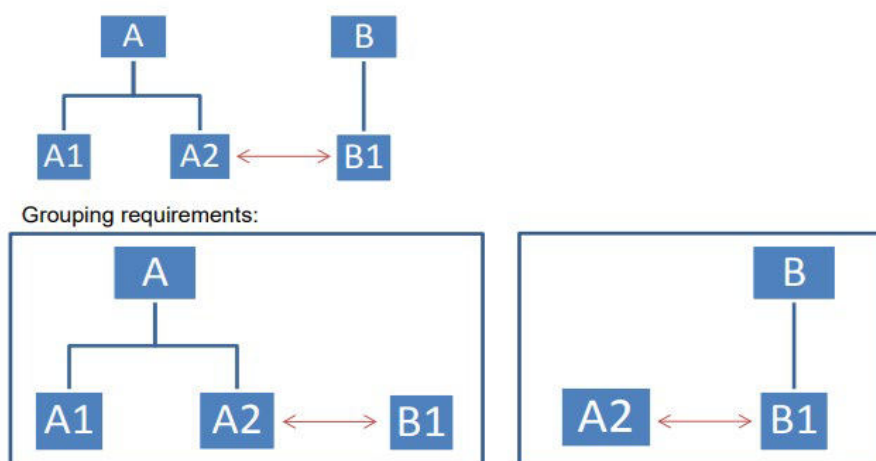 A B
A1 A2 B1
Grouping requirements:
A
A1 A2 B1
B
A2 B1